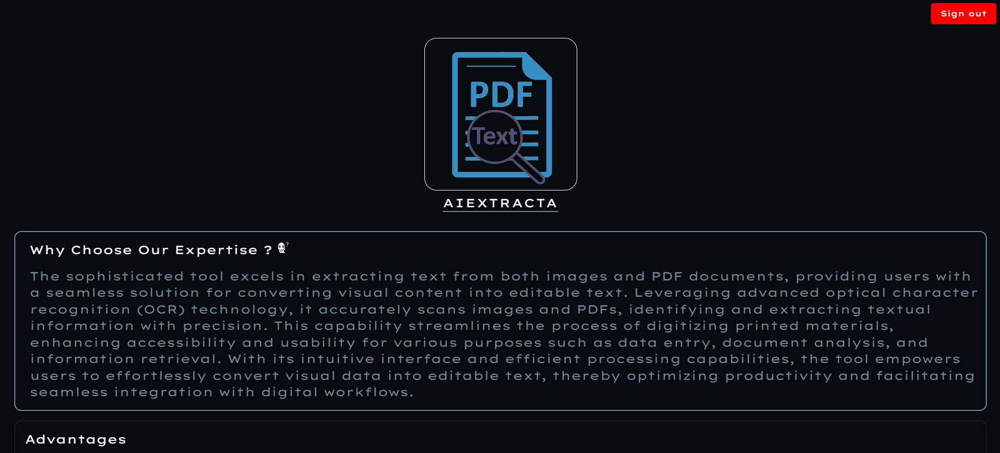 Sign out
PDF
Text
AIEXTRACTA
Why Choose Our Expertise ?
The sophisticated tool excels in extracting text from both images and PDF documents, providing users with
a seamless solution for converting visual content into editable text. Leveraging advanced optical character
recognition (OCR) technology, it accurately scans images and PDFs, identifying and extracting textual
information with precision. This capability streamlines the process of digitizing printed materials,
enhancing accessibility and usability for various purposes such as data entry, document analysis, and
information retrieval. With its intuitive interface and efficient processing capabilities, the tool empowers
users to effortlessly convert visual data into editable text, thereby optimizing productivity and facilitating
seamless integration with digital workflows.
Advantages